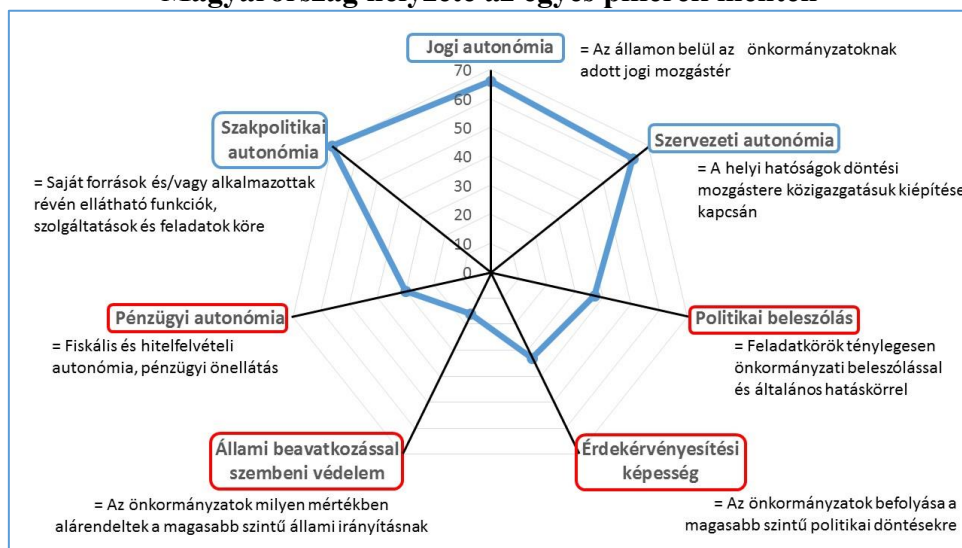 Magyarország helyzete az egyes pillérek mentén
Jogi autonómia
= Az államon belül az önkormányzatoknak
adott jogi mozgástér
70
60
50
40
30
20
10
0
Szervezeti autonómia
= A helyi hatóságok döntési
mozgástere közigazgatásuk kiépítése
kapcsán
Szakpolitikai
autonómia
= Saját források és/vagy alkalmazottak
révén ellátható funkciók,
szolgáltatások és feladatok köre
Pénzügyi autonómia
= Fiskális és hitelfelvételi
autonómia, pénzügyi önellátás
Politikai beleszólás
= Feladatkörök ténylegesen
önkormányzati beleszólással
és általános hatáskörrel
Állami beavatkozással
szembeni védelem
= Az önkormányzatok milyen mértékben
alárendeltek a magasabb szintű állami irányításnak
Érdekérvényesítési
képesség
= Az önkormányzatok befolyása a
magasabb szintű politikai döntésekre